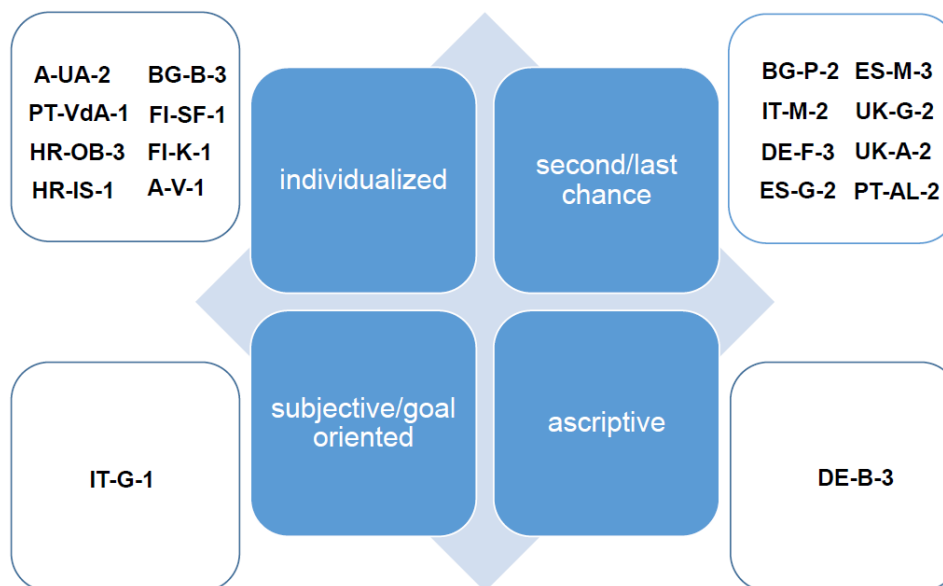 A-UA-2 BG-B-3
PT-VdA-1 FI-SF-1
HR-OB-3 FI-K-1
HR-IS-1 A-V-1
individualized
second/last
chance
BG-P-2 ES-M-3
IT-M-2 UK-G-2
DE-F-3 UK-A-2
ES-G-2 PT-AL-2
IT-G-1
subjective/goal
oriented
ascriptive
DE-B-3